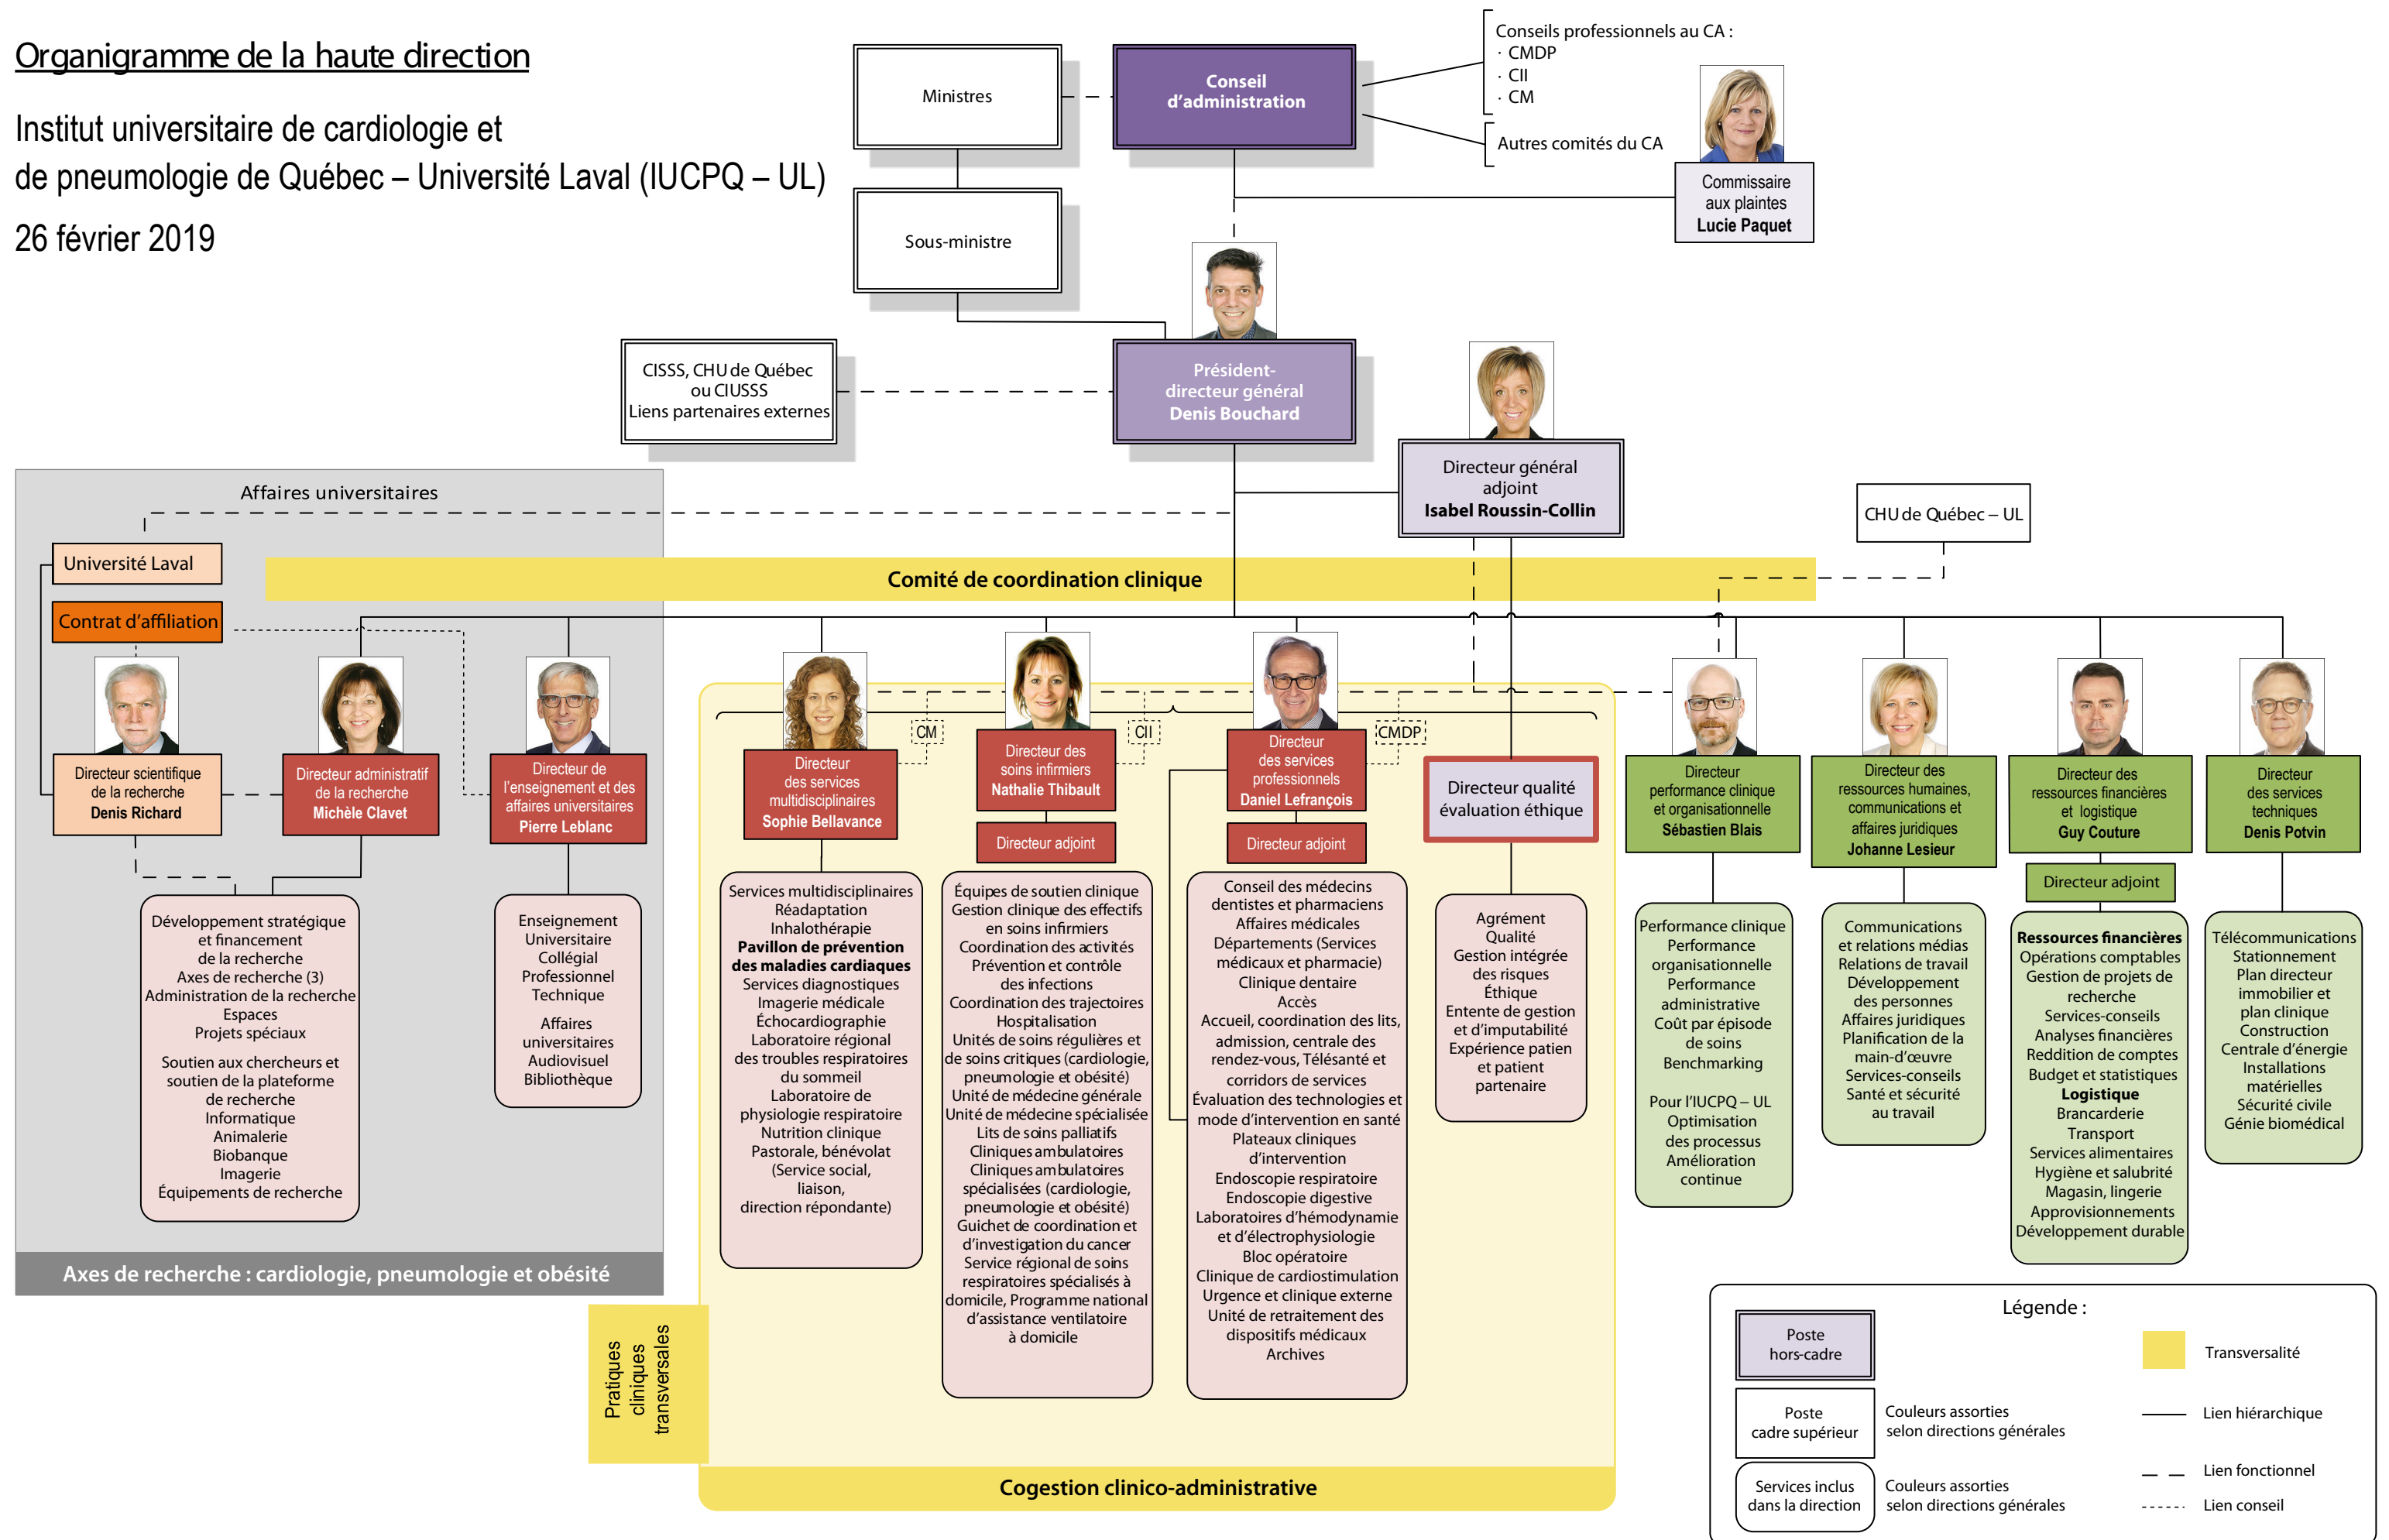 Organigramme de la haute direction
Institut universitaire de cardiologie et
de pneumologie de Québec – Université Laval (IUCPQ – UL)
26 février 2019
Ministres
Conseil
d'administration
Conseils professionnels au CA :
· CMDP
· CII
· CM
Autres comités du CA
Commissaire
aux plaintes
Lucie Paquet
Sous-ministre
CISSS, CHU de Québec
ou CIUSSS
Liens partenaires externes
Président-
directeur général
Denis Bouchard
Directeur général
adjoint
Isabel Roussin-Collin
CHU de Québec – UL
Affaires universitaires
Université Laval
Contrat d'affiliation
Comité de coordination clinique
Directeur scientifique
de la recherche
Denis Richard
Directeur administratif
de la recherche
Michèle Clavet
Directeur de
l'enseignement et des
affaires universitaires
Pierre Leblanc
Directeur
des services
multidisciplinaires
Sophie Bellavance
CM
Directeur des
soins infirmiers
Nathalie Thibault
Directeur adjoint
CII
Directeur
des services
professionnels
Daniel Lefrançois
Directeur adjoint
CMDP
Directeur qualité
évaluation éthique
Directeur
performance clinique
et organisationnelle
Sébastien Blais
Directeur des
ressources humaines,
communications et
affaires juridiques
Johanne Lesieur
Directeur des
ressources financières
et logistique
Guy Couture
Directeur adjoint
Directeur
des services
techniques
Denis Potvin
Développement stratégique
et financement
de la recherche
Axes de recherche (3)
Administration de la recherche
Espaces
Projets spéciaux
Soutien aux chercheurs et
soutien de la plateforme
de recherche
Informatique
Animalerie
Biobanque
Imagerie
Équipements de recherche
Enseignement
Universitaire
Collégial
Professionnel
Technique
Affaires
universitaires
Audiovisuel
Bibliothèque
Axes de recherche : cardiologie, pneumologie et obésité
Services multidisciplinaires
Réadaptation
Inhalothérapie
Pavillon de prévention
des maladies cardiaques
Services diagnostiques
Imagerie médicale
Échocardiographie
Laboratoire régional
des troubles respiratoires
du sommeil
Laboratoire de
physiologie respiratoire
Nutrition clinique
Pastorale, bénévolat
(Service social,
liaison,
direction répondante)
Équipes de soutien clinique
Gestion clinique des effectifs
en soins infirmiers
Coordination des activités
Prévention et contrôle
des infections
Coordination des trajectoires
Hospitalisation
Unités de soins régulières et
de soins critiques (cardiologie,
pneumologie et obésité)
Unité de médecine générale
Unité de médecine spécialisée
Lits de soins palliatifs
Cliniques ambulatoires
Cliniques ambulatoires
spécialisées (cardiologie,
pneumologie et obésité)
Guichet de coordination et
d'investigation du cancer
Service régional de soins
respiratoires spécialisés à
domicile, Programme national
d'assistance ventilatoire
à domicile
Conseil des médecins
dentistes et pharmaciens
Affaires médicales
Départements (Services
médicaux et pharmacie)
Clinique dentaire
Accès
Accueil, coordination des lits,
admission, centrale des
rendez-vous, Télésanté et
corridors de services
Évaluation des technologies et
mode d'intervention en santé
Plateaux cliniques
d'intervention
Endoscopie respiratoire
Endoscopie digestive
Laboratoires d'hémodynamie
et d'électrophysiologie
Bloc opératoire
Clinique de cardiostimulation
Urgence et clinique externe
Unité de retraitement des
dispositifs médicaux
Archives
Agrément
Qualité
Gestion intégrée
des risques
Éthique
Entente de gestion
et d'imputabilité
Expérience patien
et patient
partenaire
Performance clinique
Performance
organisationnelle
Performance
administrative
Coût par épisode
de soins
Benchmarking
Pour l'IUCPQ – UL
Optimisation
des processus
Amélioration
continue
Communications
et relations médias
Relations de travail
Développement
des personnes
Affaires juridiques
Planification de la
main-d'œuvre
Services-conseils
Santé et sécurité
au travail
Ressources financières
Opérations comptables
Gestion de projets de
recherche
Services-conseils
Analyses financières
Reddition de comptes
Budget et statistiques
Logistique
Brancarderie
Transport
Services alimentaires
Hygiène et salubrité
Magasin, lingerie
Approvisionnements
Développement durable
Télécommunications
Stationnement
Plan directeur
immobilier et
plan clinique
Construction
Centrale d'énergie
Installations
matérielles
Sécurité civile
Génie biomédical
Pratiques
cliniques
transversales
Cogestion clinico-administrative
Légende :
Poste
hors-cadre
Transversalité
Poste
cadre supérieur
Couleurs assorties
selon directions générales
Lien hiérarchique
Services inclus
dans la direction
Couleurs assorties
selon directions générales
Lien fonctionnel
Lien conseil